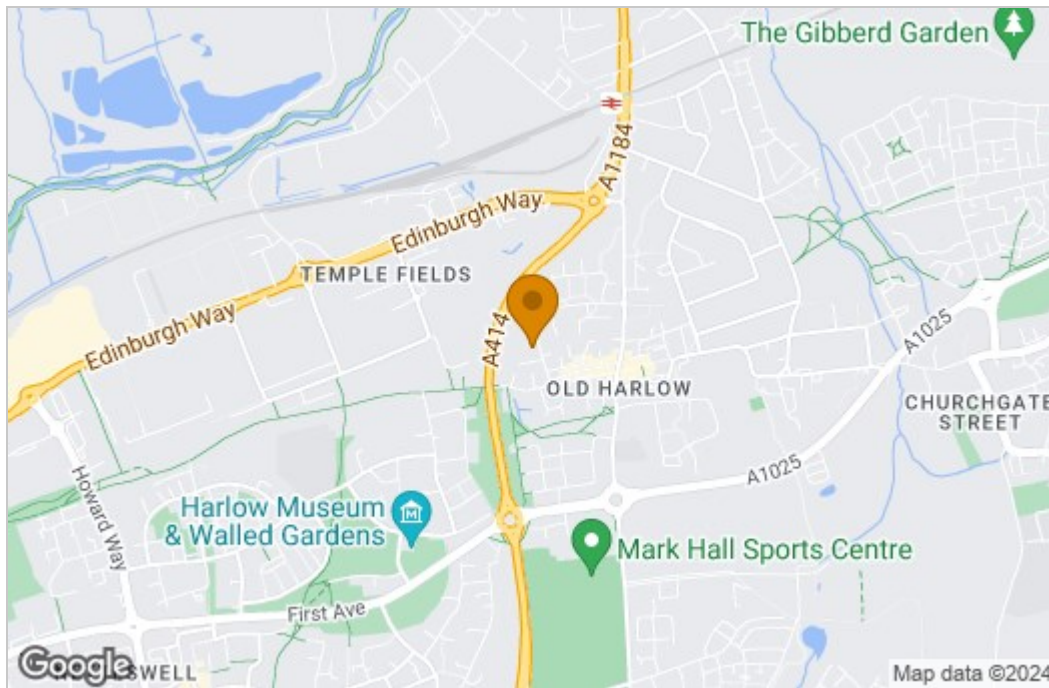 The Gibberd Garden
A1184
Edinburgh Way
TEMPLE FIELDS
Edinburgh Way
A414
A1025
OLD HARLOW
CHURCHGATE
STREET
A1025
Howard Way
Harlow Museum
& Walled Gardens
Mark Hall Sports Centre
First Ave
Google
SWELL
Map data ©2024